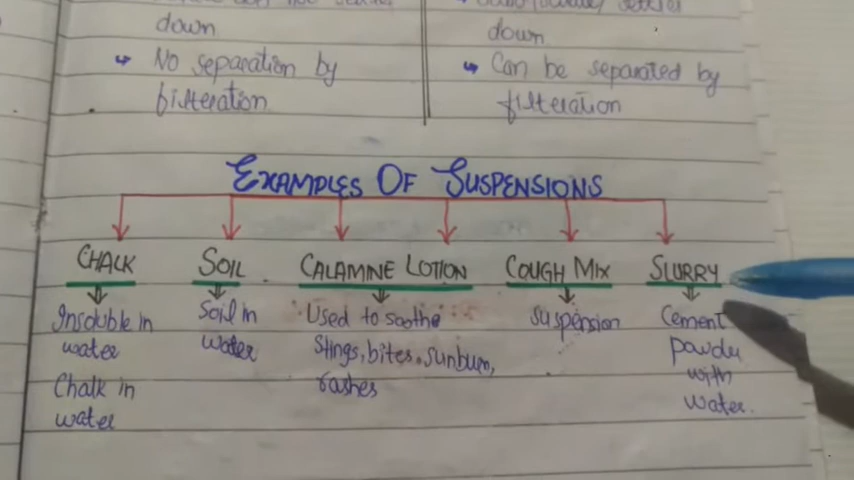 down
• No separation by
filteration
down
• Can be separated by
filteration
EXAMPLES OF SUSPENSIONS
CHALK
Insouble in
water
Chalk in
water
SOIL
Soil in
water
CALAMINE LOTION
Used to soothe
Stings, bites, sunburn,
rashes
COUGH MIX
suspension
SLURRY
Cement
powder
with
water.